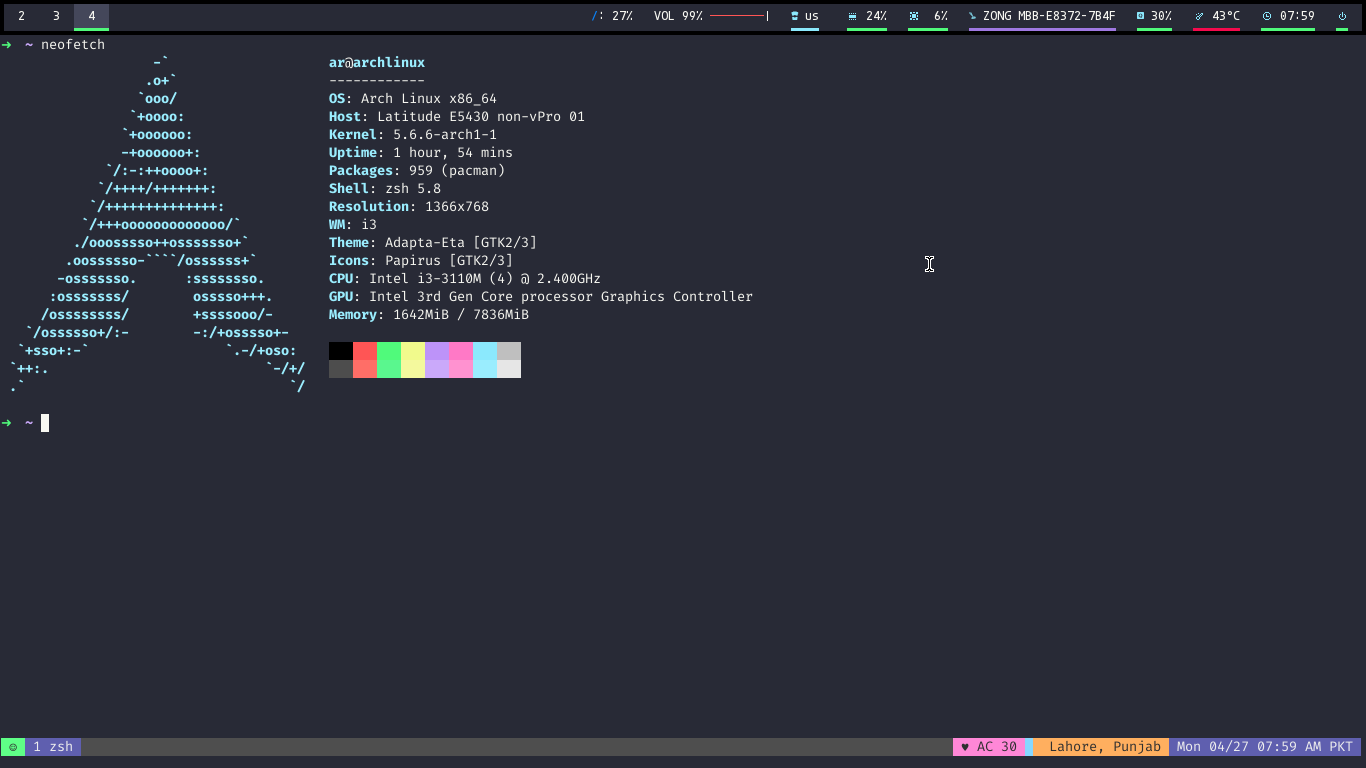 2 3 4 /: 27% VOL 99% us 24% 6% ZONG MBB-E8372-7B4F 30% 43°C 07:59
➜ ~ neofetch
-` ar@archlinux
.o+` ------------
`ooo/ OS: Arch Linux x86_64
`+oooo: Host: Latitude E5430 non-vPro 01
`+oooooo: Kernel: 5.6.6-arch1-1
-+oooooo+: Uptime: 1 hour, 54 mins
`/:-:++oooo+: Packages: 959 (pacman)
`/++++/+++++++: Shell: zsh 5.8
`/++++++++++++++: Resolution: 1366x768
`/+++ooooooooooooo/` WM: i3
./ooosssso++osssssso+` Theme: Adapta-Eta [GTK2/3]
.oossssso-````/ossssss+` Icons: Papirus [GTK2/3]
-osssssso. :ssssssso. CPU: Intel i3-3110M (4) @ 2.400GHz
:osssssss/ osssso+++. GPU: Intel 3rd Gen Core processor Graphics Controller
/ossssssss/ +ssssooo/- Memory: 1642MiB / 7836MiB
`/ossssso+/:- -:/+osssso+-
`+sso+:-` `.-/+oso:
`++:. `-/+/
.` `/
➜ ~
☺ 1 zsh ♥ AC 30 Lahore, Punjab Mon 04/27 07:59 AM PKT